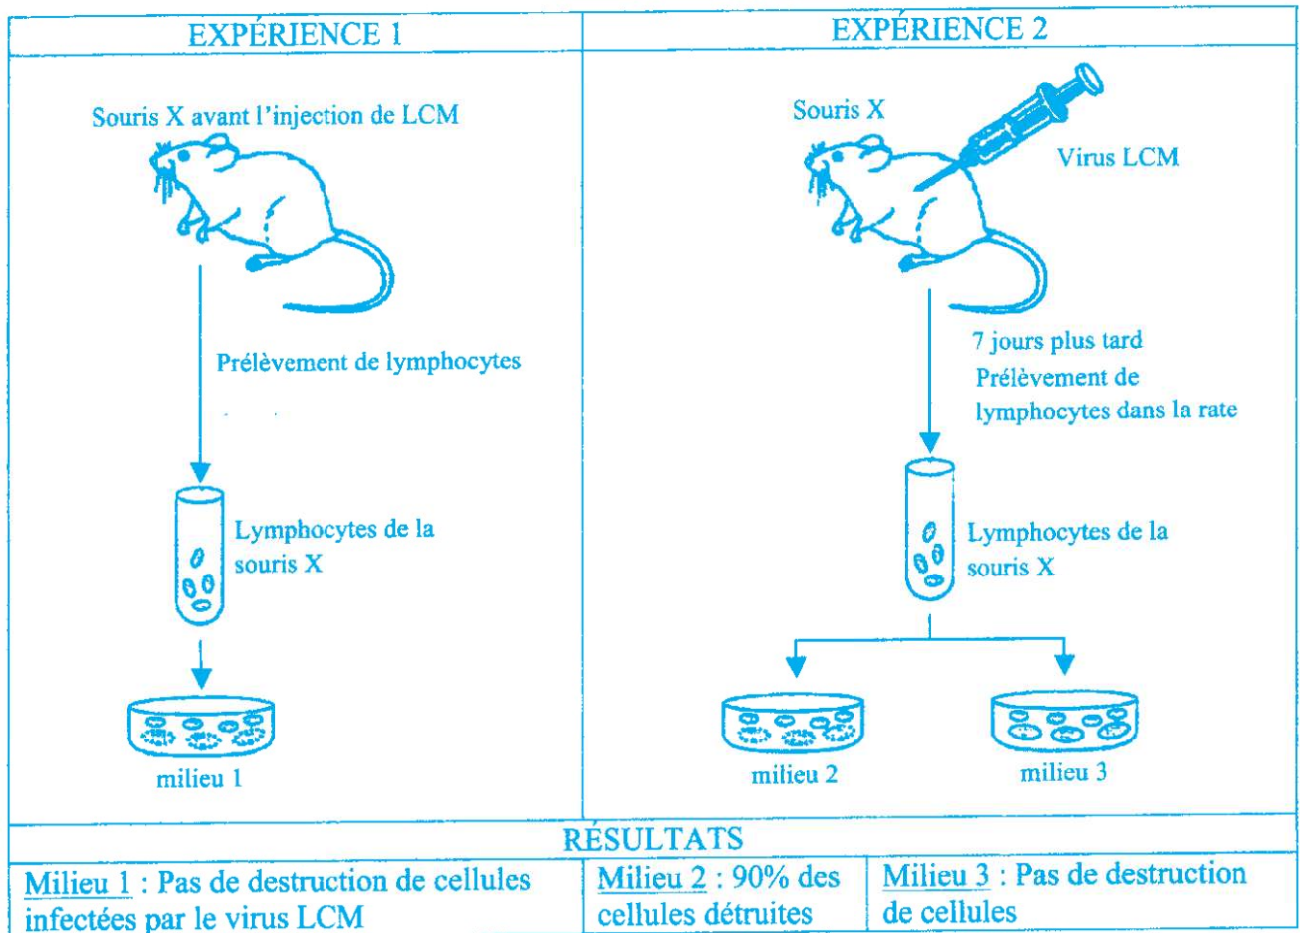 EXPÉRIENCE 1
Souris X avant l'injection de LCM
Prélèvement de lymphocytes
Lymphocytes de la
souris X
milieu 1
EXPÉRIENCE 2
Souris X
Virus LCM
7 jours plus tard
Prélèvement de
lymphocytes dans la rate
Lymphocytes de la
souris X
milieu 2
milieu 3
RÉSULTATS
Milieu 1 : Pas de destruction de cellules
infectées par le virus LCM
Milieu 2 : 90% des
cellules détruites
Milieu 3 : Pas de destruction
de cellules